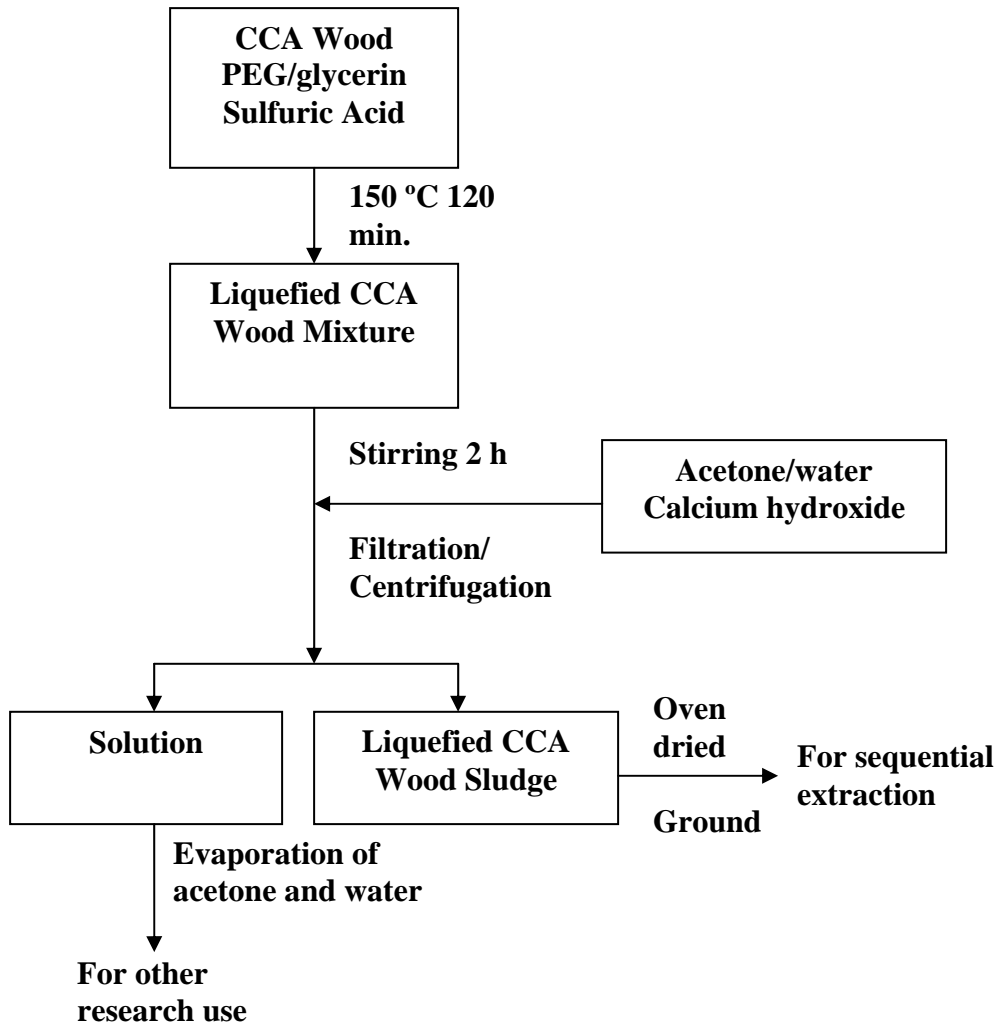 CCA Wood
PEG/glycerin
Sulfuric Acid
150 ºC 120
min.
Liquefied CCA
Wood Mixture
Stirring 2 h
Acetone/water
Calcium hydroxide
Filtration/
Centrifugation
Solution
Liquefied CCA
Wood Sludge
Oven
dried
Ground
For sequential
extraction
Evaporation of
acetone and water
For other
research use